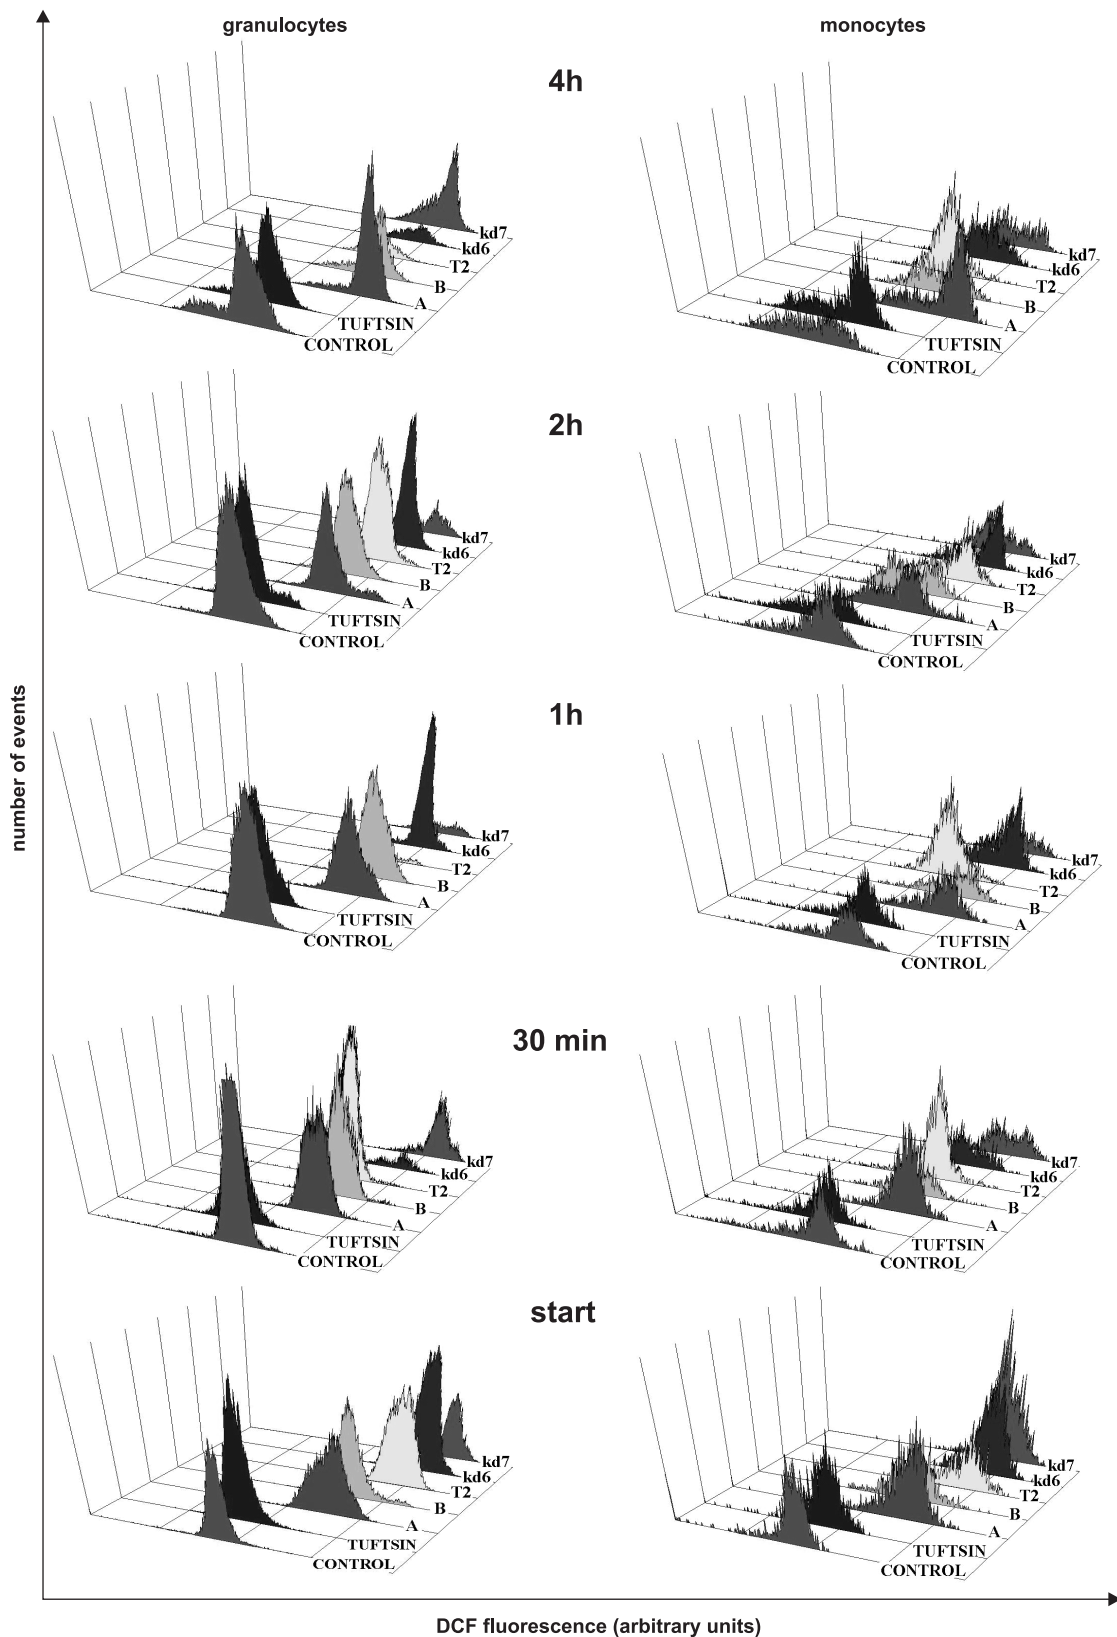 granulocytes
monocytes
4h
kd7
kd6
T2
B
A
TUFTSIN
CONTROL
kd7
kd6
T2
B
A
TUFTSIN
CONTROL
2h
kd7
kd6
T2
B
A
TUFTSIN
CONTROL
kd7
kd6
T2
B
A
TUFTSIN
CONTROL
1h
kd7
kd6
T2
B
A
TUFTSIN
CONTROL
kd7
kd6
T2
B
A
TUFTSIN
CONTROL
30 min
kd7
kd6
T2
B
A
TUFTSIN
CONTROL
kd7
kd6
T2
B
A
TUFTSIN
CONTROL
start
kd7
kd6
T2
B
A
TUFTSIN
CONTROL
kd7
kd6
T2
B
A
TUFTSIN
CONTROL
number of events
DCF fluorescence (arbitrary units)